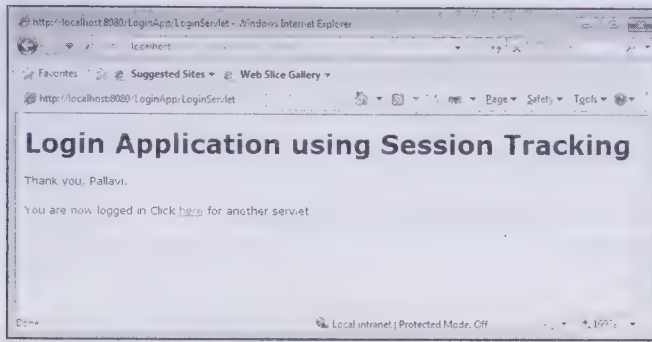 http://localhost:8080/LoginApp/LoginServlet - Windows Internet Explorer
localhost
Favorites Suggested Sites Web Slice Gallery
http://localhost:8080/LoginApp/LoginServlet Page Safety Tools
Login Application using Session Tracking
Thank you, Pallavi.
You are now logged in Click here for another servlet
Done Local intranet | Protected Mode: Off 100%